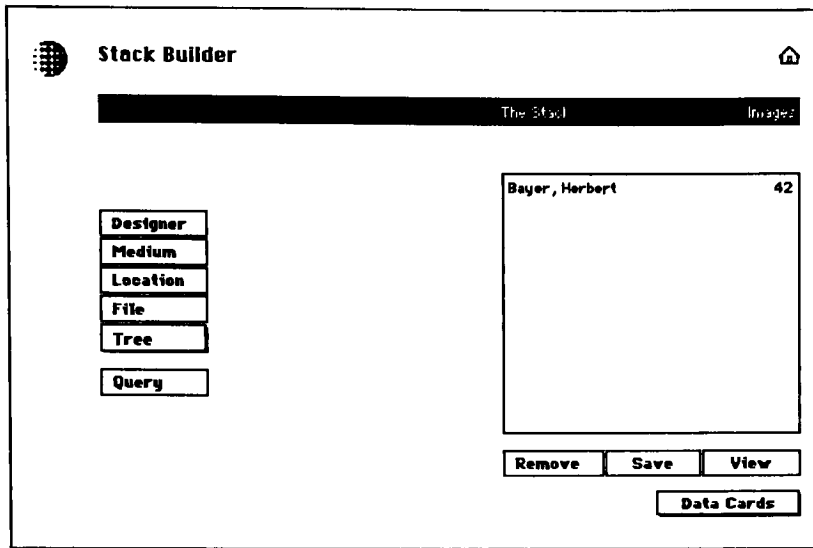 Stack Builder
The Stack Images
Bayer, Herbert 42
Designer
Medium
Location
File
Tree
Query
Remove Save View
Data Cards